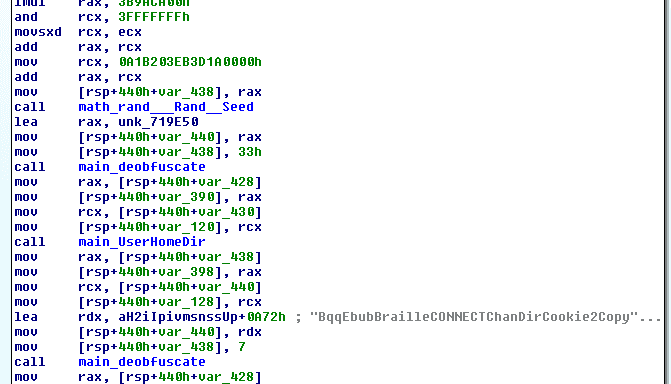 imul    rax, 3B9ACA00h
and     rcx, 3FFFFFFFh
movsxd  rcx, ecx
add     rax, rcx
mov     rcx, 0A1B203EB3D1A0000h
add     rax, rcx
mov     [rsp+440h+var_438], rax
call    math_rand___Rand__Seed
lea     rax, unk_719E50
mov     [rsp+440h+var_440], rax
mov     [rsp+440h+var_438], 33h
call    main_deobfuscate
mov     rax, [rsp+440h+var_428]
mov     [rsp+440h+var_390], rax
mov     rcx, [rsp+440h+var_430]
mov     [rsp+440h+var_120], rcx
call    main_UserHomeDir
mov     rax, [rsp+440h+var_438]
mov     [rsp+440h+var_398], rax
mov     rcx, [rsp+440h+var_440]
mov     [rsp+440h+var_128], rcx
lea     rdx, aH2iIpivmsnssUp+0A72h ; "BqqEbubBrailleCONNECTChanDirCookie2Copy"...
mov     [rsp+440h+var_440], rdx
mov     [rsp+440h+var_438], 7
call    main_deobfuscate
mov     rax, [rsp+440h+var_428]